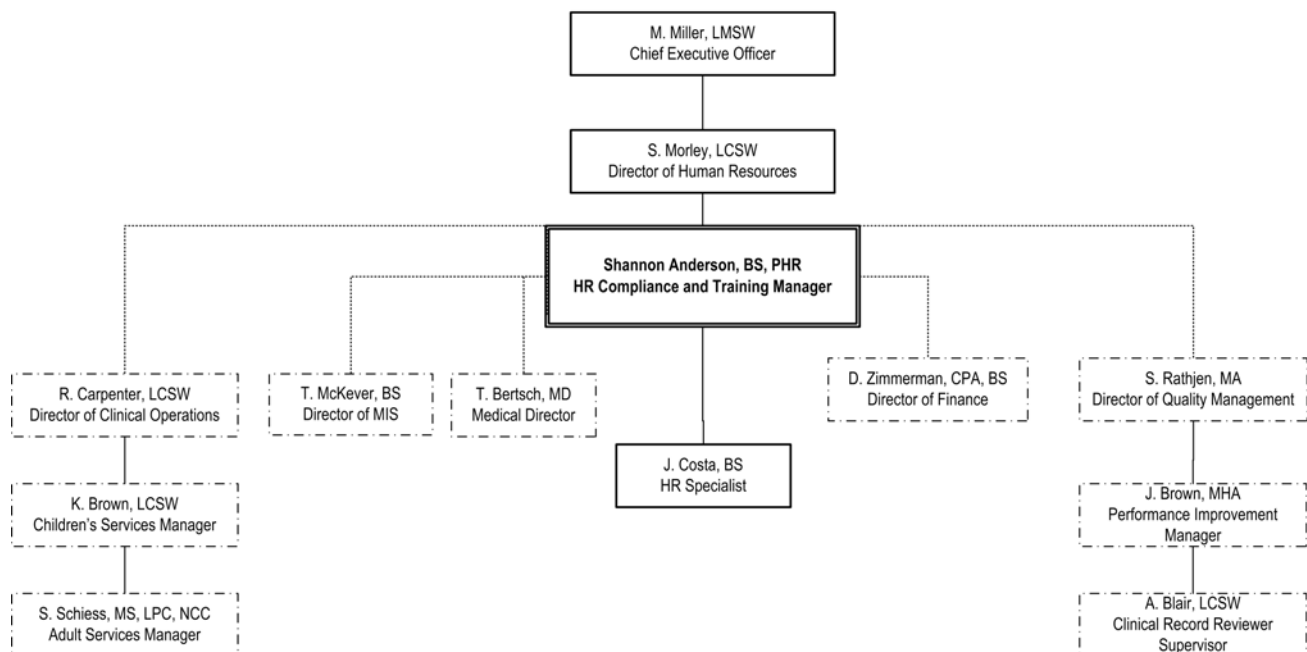 M. Miller, LMSW
Chief Executive Officer
S. Morley, LCSW
Director of Human Resources
Shannon Anderson, BS, PHR
HR Compliance and Training Manager
R. Carpenter, LCSW
Director of Clinical Operations
T. McKever, BS
Director of MIS
T. Bertsch, MD
Medical Director
D. Zimmerman, CPA, BS
Director of Finance
S. Rathjen, MA
Director of Quality Management
J. Costa, BS
HR Specialist
K. Brown, LCSW
Children's Services Manager
J. Brown, MHA
Performance Improvement
Manager
S. Schiess, MS, LPC, NCC
Adult Services Manager
A. Blair, LCSW
Clinical Record Reviewer
Supervisor